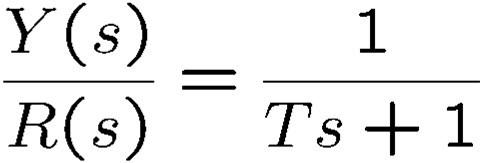 Y(s)/R(s) = 1/(Ts + 1)